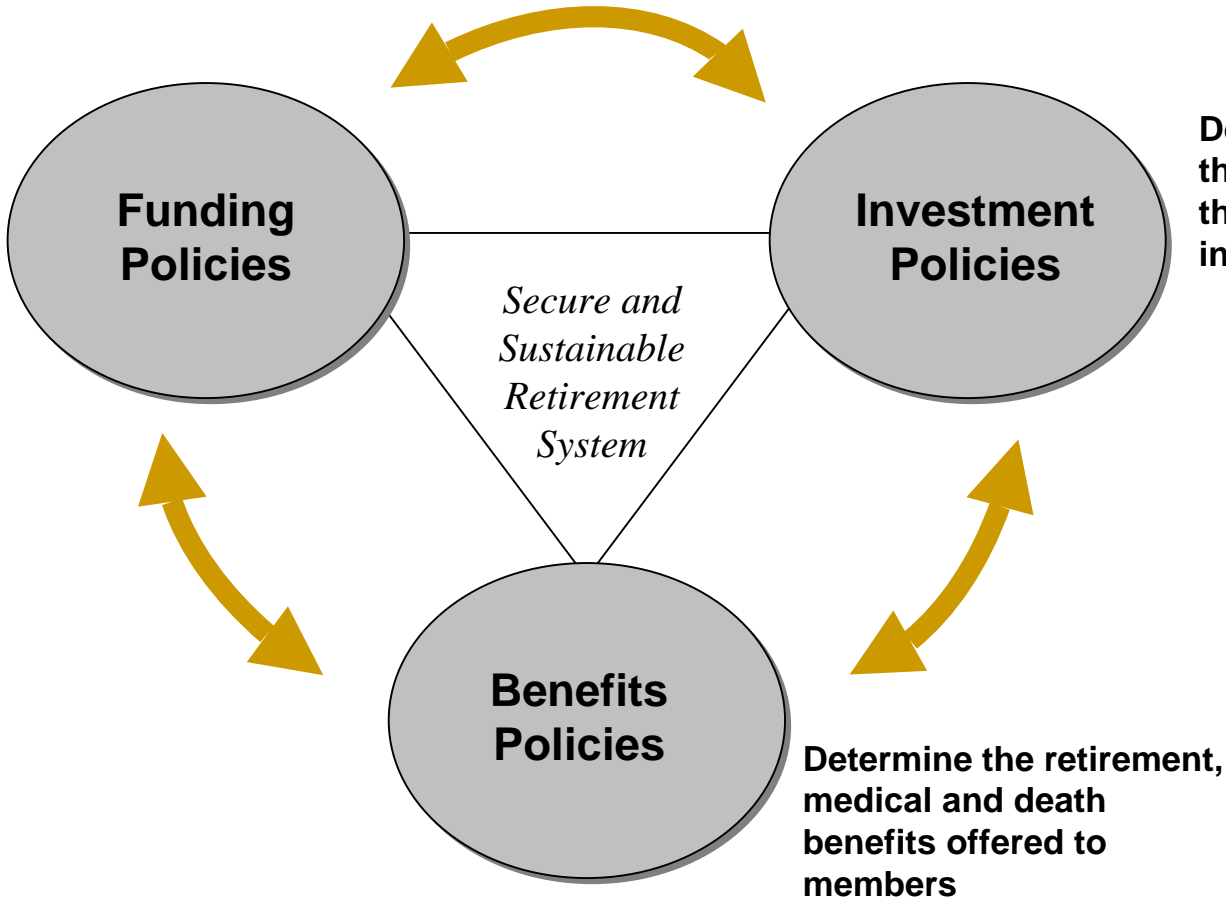 Funding
Policies
Investment
Policies
Secure and
Sustainable
Retirement
System
Benefits
Policies
Determine the retirement,
medical and death
benefits offered to
members